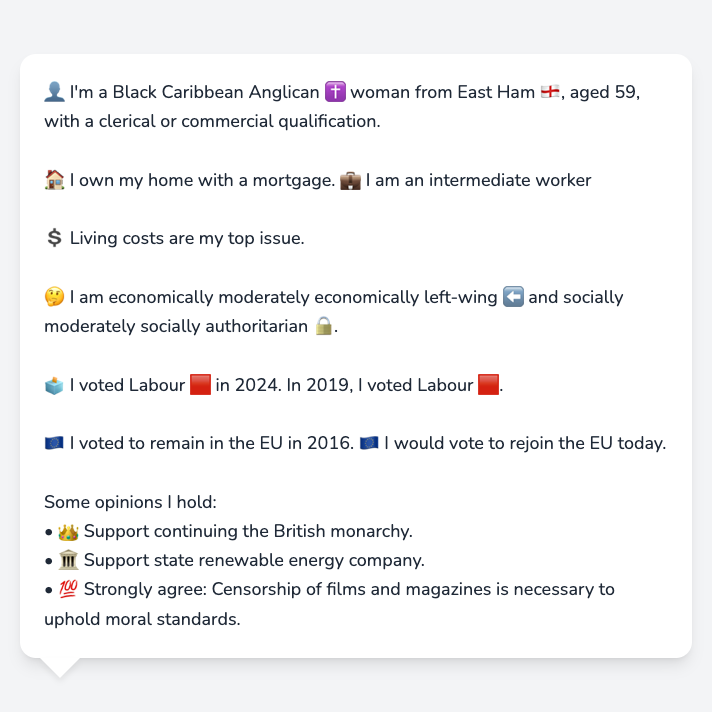 👤 I'm a Black Caribbean Anglican ✝️ woman from East Ham 🏴󠁧󠁢󠁥󠁮󠁧󠁿, aged 59,
with a clerical or commercial qualification.
🏠 I own my home with a mortgage. 💼 I am an intermediate worker
💲 Living costs are my top issue.
🤔 I am economically moderately economically left-wing ⬅️ and socially
moderately socially authoritarian 🔒.
🗳️ I voted Labour 🟥 in 2024. In 2019, I voted Labour 🟥.
🇪🇺 I voted to remain in the EU in 2016. 🇪🇺 I would vote to rejoin the EU today.
Some opinions I hold:
• 👑 Support continuing the British monarchy.
• 🏛️ Support state renewable energy company.
• 💯 Strongly agree: Censorship of films and magazines is necessary to
uphold moral standards.